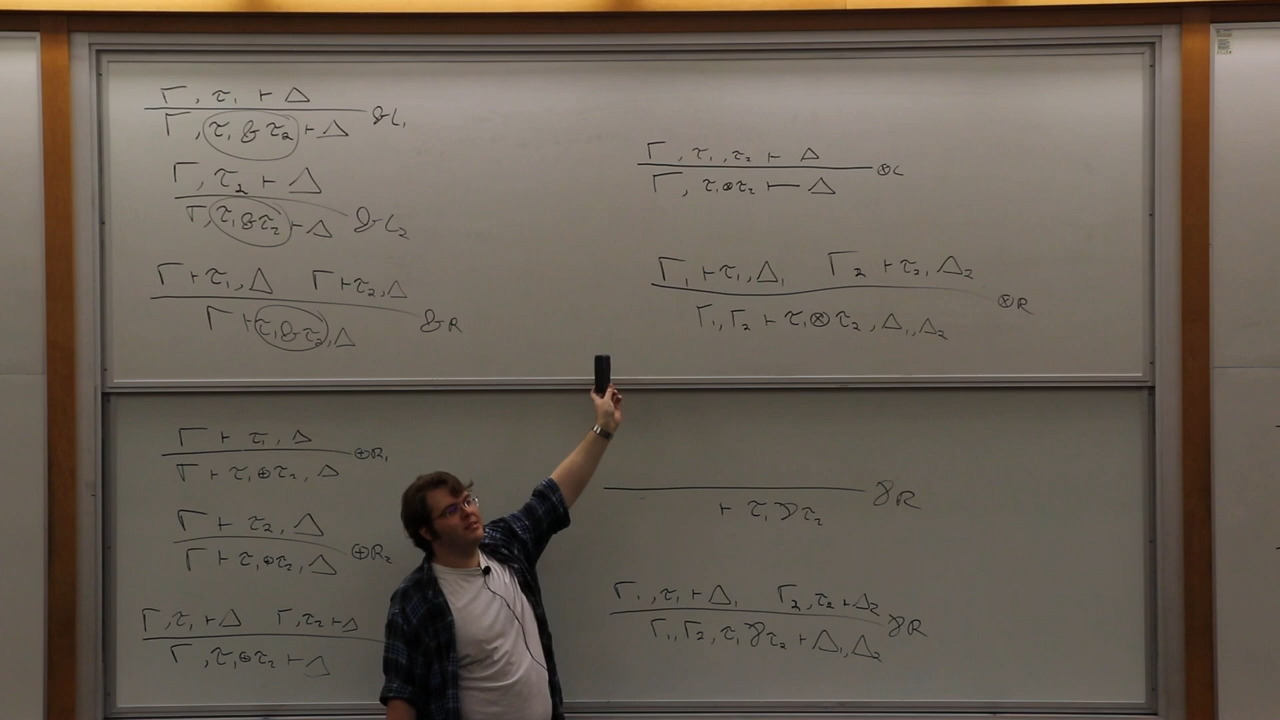 Γ, τ₁ ⊢ Δ
Γ, τ₁ & τ₂ ⊢ Δ &L₁
Γ, τ₂ ⊢ Δ
Γ, τ₁ & τ₂ ⊢ Δ &L₂
Γ ⊢ τ₁, Δ Γ ⊢ τ₂, Δ
Γ ⊢ τ₁ & τ₂, Δ &R
Γ ⊢ τ₁, Δ
Γ ⊢ τ₁ ⊕ τ₂, Δ ⊕R₁
Γ ⊢ τ₂, Δ
Γ ⊢ τ₁ ⊕ τ₂, Δ ⊕R₂
Γ, τ₁ ⊢ Δ Γ, τ₂ ⊢ Δ
Γ, τ₁ ⊕ τ₂ ⊢ Δ
Γ, τ₁, τ₂ ⊢ Δ
Γ, τ₁ ⊗ τ₂ ⊢ Δ ⊗L
Γ₁ ⊢ τ₁, Δ₁ Γ₂ ⊢ τ₂, Δ₂
Γ₁, Γ₂ ⊢ τ₁ ⊗ τ₂, Δ₁, Δ₂ ⊗R
⅋R
⊢ τ₁ ⅋ τ₂
Γ₁, τ₁ ⊢ Δ₁ Γ₂, τ₂ ⊢ Δ₂
Γ₁, Γ₂, τ₁ ⅋ τ₂ ⊢ Δ₁, Δ₂ ⅋R